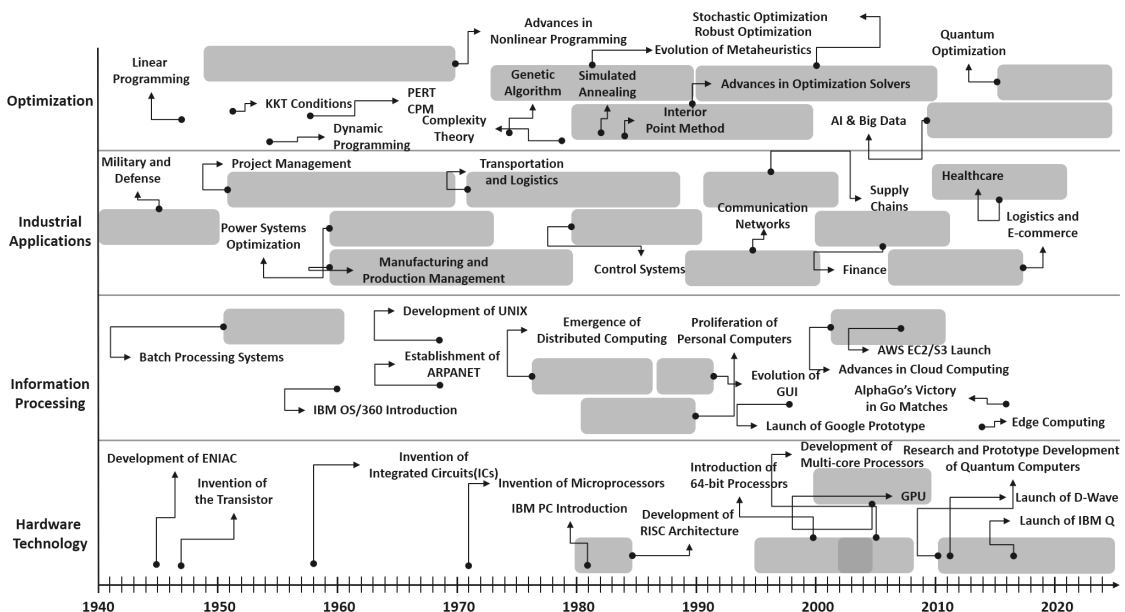 Optimization
Linear
Programming
KKT Conditions
Dynamic
Programming
PERT
CPM
Advances in
Nonlinear Programming
Complexity
Theory
Genetic
Algorithm
Simulated
Annealing
Evolution of Metaheuristics
Interior
Point Method
Stochastic Optimization
Robust Optimization
Advances in Optimization Solvers
AI & Big Data
Quantum
Optimization
Industrial
Applications
Military and
Defense
Project Management
Power Systems
Optimization
Manufacturing and
Production Management
Transportation
and Logistics
Control Systems
Communication
Networks
Supply
Chains
Finance
Healthcare
Logistics and
E-commerce
Information
Processing
Batch Processing Systems
IBM OS/360 Introduction
Development of UNIX
Establishment of
ARPANET
Emergence of
Distributed Computing
Proliferation of
Personal Computers
Evolution of
GUI
Launch of Google Prototype
AWS EC2/S3 Launch
Advances in Cloud Computing
AlphaGo's Victory
in Go Matches
Edge Computing
Hardware
Technology
Development of ENIAC
Invention of
the Transistor
Invention of
Integrated Circuits(ICs)
Invention of Microprocessors
IBM PC Introduction
Development of
RISC Architecture
Introduction of
64-bit Processors
Development of
Multi-core Processors
GPU
Research and Prototype Development
of Quantum Computers
Launch of D-Wave
Launch of IBM Q
1940 1950 1960 1970 1980 1990 2000 2010 2020